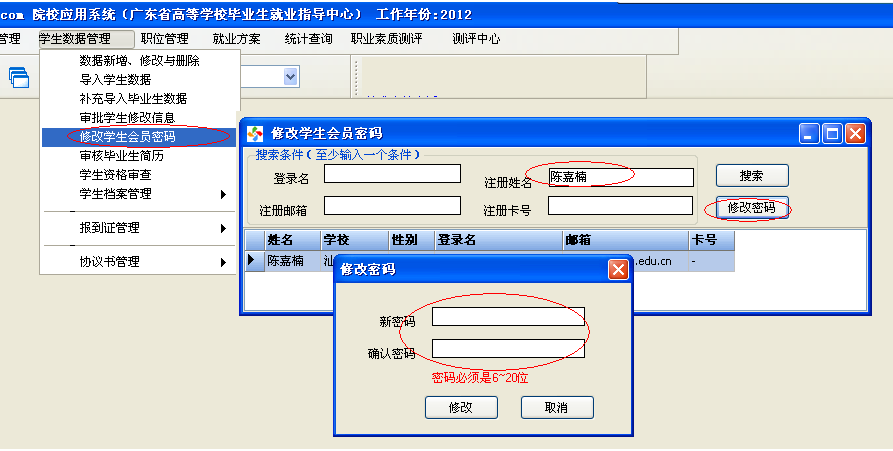 com 院校应用系统（广东省高等学校毕业生就业指导中心） 工作年份:2012
管理 学生数据管理 职位管理 就业方案 统计查询 职业素质测评 测评中心
数据新增、修改与删除
导入学生数据
补充导入毕业生数据
审批学生修改信息
修改学生会员密码
审核毕业生简历
学生资格审查
学生档案管理
报到证管理
协议书管理
修改学生会员密码
搜索条件（至少输入一个条件）
登录名 注册姓名 陈嘉楠 搜索
注册邮箱 注册卡号 修改密码
姓名 学校 性别 登录名 邮箱 卡号
陈嘉楠 汕 .edu.cn -
修改密码
新密码
确认密码
密码必须是6~20位
修改 取消